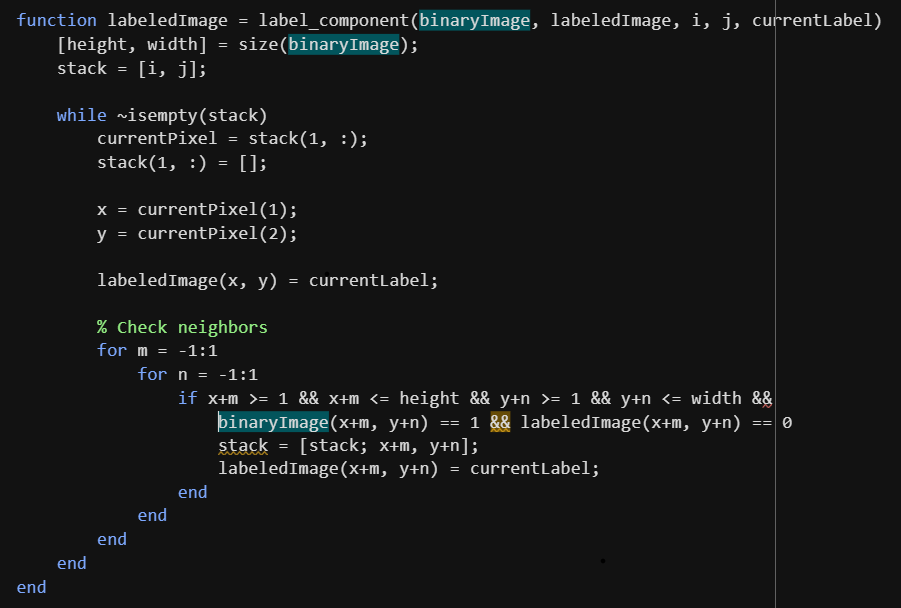 function labeledImage = label_component(binaryImage, labeledImage, i, j, currentLabel)
    [height, width] = size(binaryImage);
    stack = [i, j];

    while ~isempty(stack)
        currentPixel = stack(1, :);
        stack(1, :) = [];

        x = currentPixel(1);
        y = currentPixel(2);

        labeledImage(x, y) = currentLabel;

        % Check neighbors
        for m = -1:1
            for n = -1:1
                if x+m >= 1 && x+m <= height && y+n >= 1 && y+n <= width &&
                    binaryImage(x+m, y+n) == 1 && labeledImage(x+m, y+n) == 0
                    stack = [stack; x+m, y+n];
                    labeledImage(x+m, y+n) = currentLabel;
                end
            end
        end
    end
end